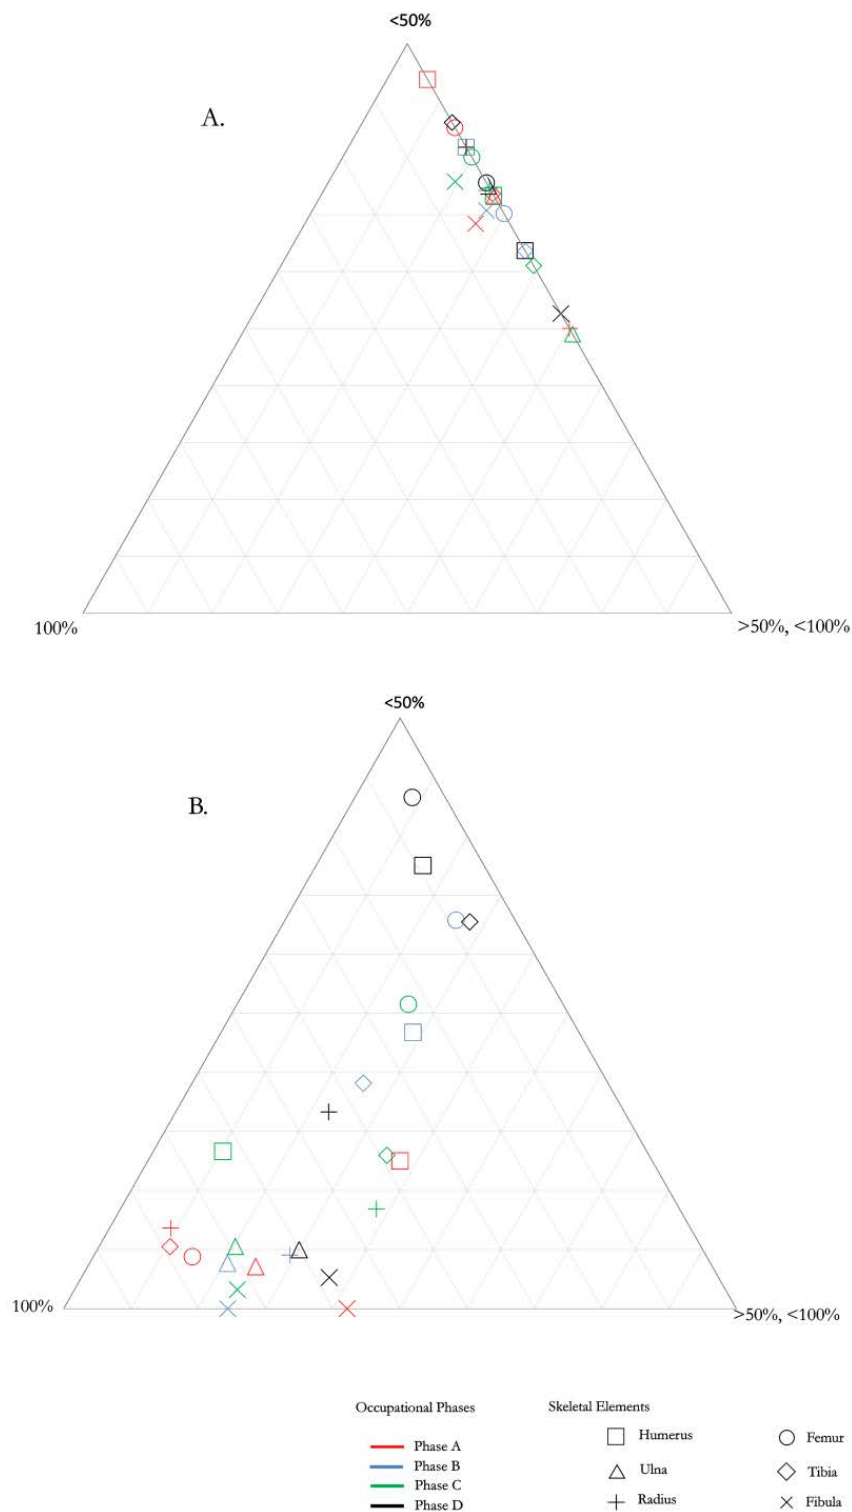 <50%
A.
100%
>50%, <100%
<50%
B.
100%
>50%, <100%
Occupational Phases
Phase A
Phase B
Phase C
Phase D
Skeletal Elements
Humerus
Ulna
Radius
Femur
Tibia
Fibula